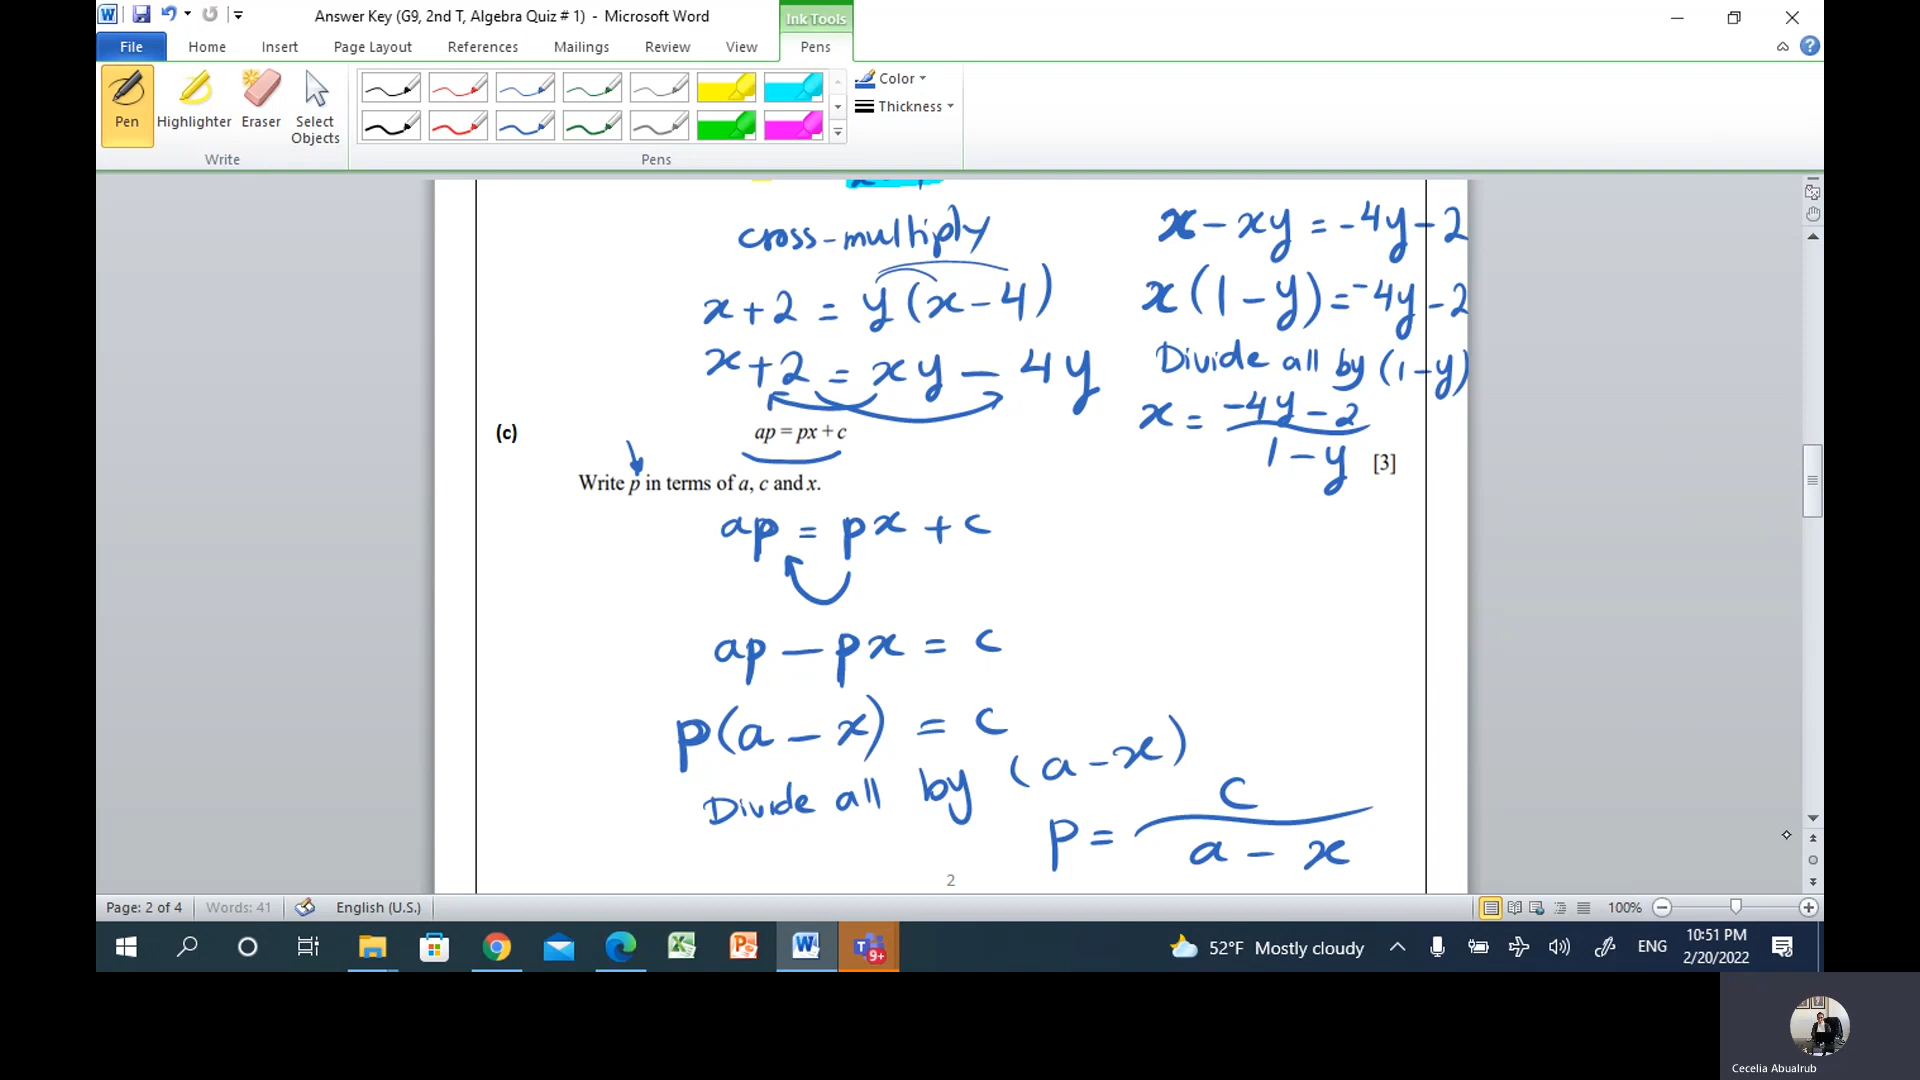 Answer Key (G9, 2nd T, Algebra Quiz # 1) - Microsoft Word
Ink Tools
File Home Insert Page Layout References Mailings Review View Pens
Pen Highlighter Eraser Select Objects
Color
Thickness
Write Pens
cross-multiply
x + 2 = y(x - 4)
x + 2 = xy - 4y
x - xy = -4y - 2
x(1 - y) = -4y - 2
Divide all by (1 - y)
x = -4y - 2 / 1 - y
(c) ap = px + c
[3]
Write p in terms of a, c and x.
ap = px + c
ap - px = c
p(a - x) = c
Divide all by (a - x)
p = c / a - x
2
Page: 2 of 4 Words: 41 English (U.S.) 100%
52°F Mostly cloudy ENG 10:51 PM
2/20/2022
9+
Cecelia Abualrub